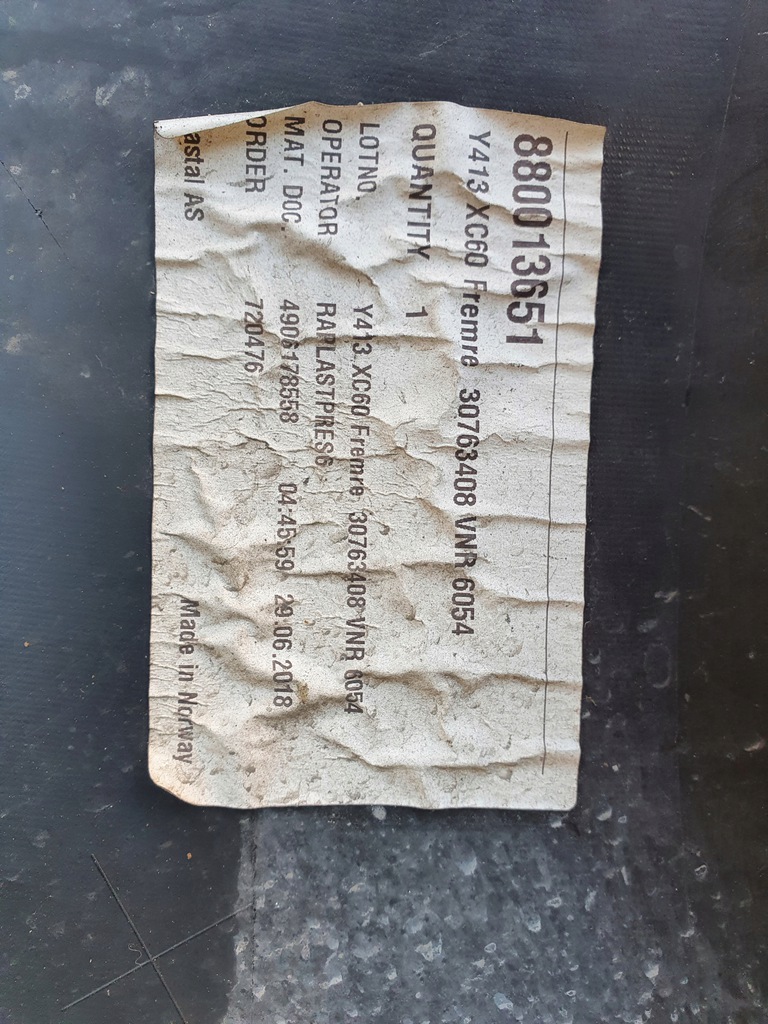 880013651
Y413 XC60 Fremre 30763408 VNR 6054
QUANTITY 1
LOTNO. Y413 XC60 Fremre 30763408 VNR 6054
OPERATOR RAPLASTPRES6
MAT. DOC. 4906178558 04:45:59 29.06.2018
ORDER 720476
astal AS Made in Norway